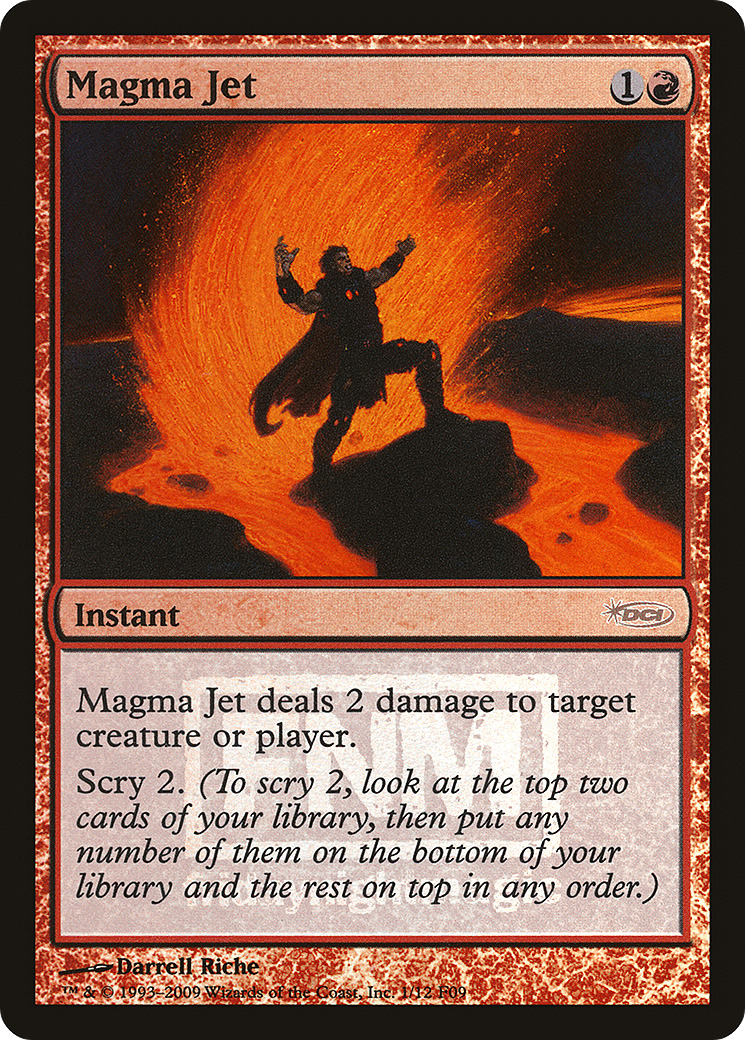 Magma Jet 1
Instant DCI
Magma Jet deals 2 damage to target
creature or player.
Scry 2. (To scry 2, look at the top two
cards of your library, then put any
number of them on the bottom of your
library and the rest on top in any order.)
FNM
fridaynightmagic
Darrell Riche
™ & © 1993–2009 Wizards of the Coast, Inc. 1/12 F09